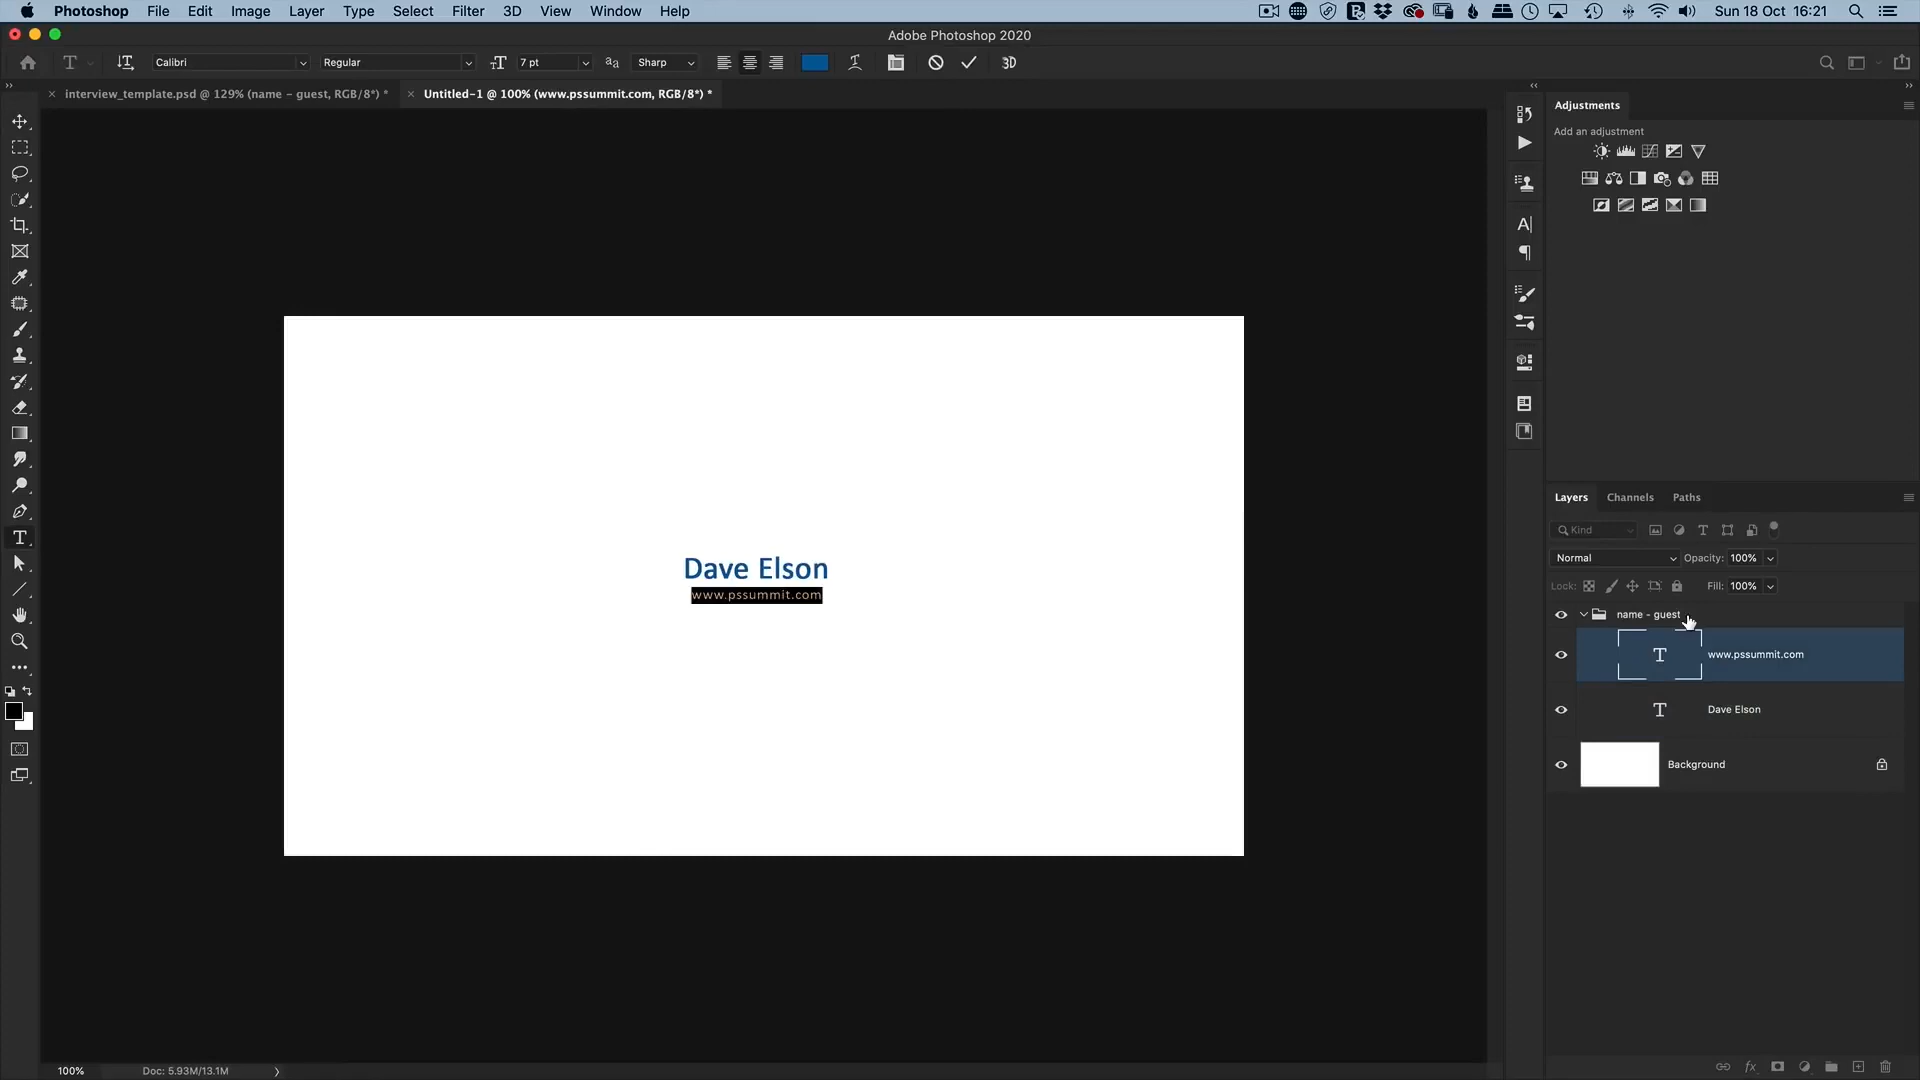 Photoshop File Edit Image Layer Type Select Filter 3D View Window Help Sun 18 Oct 16:21
Adobe Photoshop 2020
Calibri Regular 7 pt Sharp 3D
interview_template.psd @ 129% (name - guest, RGB/8*) * Untitled-1 @ 100% (www.pssummit.com, RGB/8*) *
Adjustments
Add an adjustment
Dave Elson
www.pssummit.com
Layers Channels Paths
Kind
Normal Opacity: 100%
Lock: Fill: 100%
name - guest
www.pssummit.com
Dave Elson
Background
100% Doc: 5.93M/13.1M